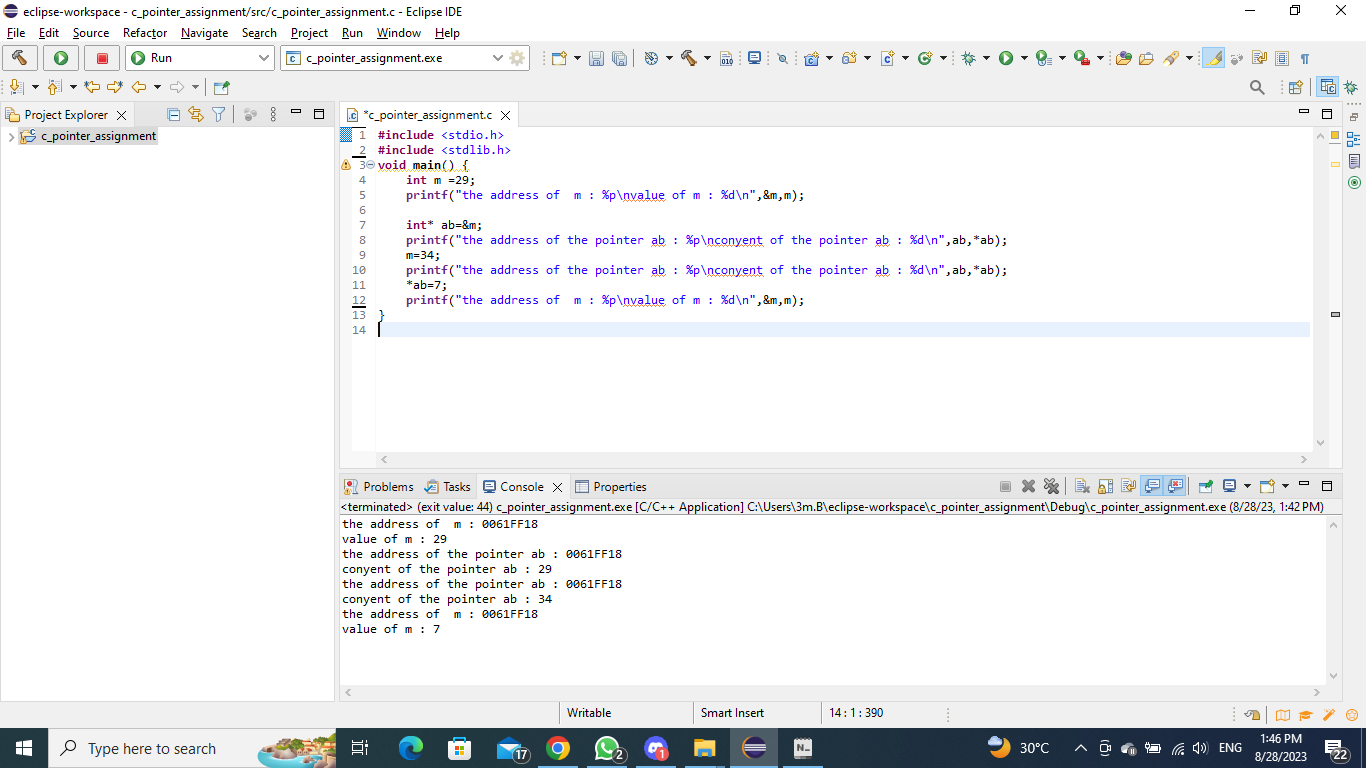 eclipse-workspace - c_pointer_assignment/src/c_pointer_assignment.c - Eclipse IDE
File Edit Source Refactor Navigate Search Project Run Window Help
Run
c_pointer_assignment.exe
Project Explorer
c_pointer_assignment
*c_pointer_assignment.c
1 #include <stdio.h>
2 #include <stdlib.h>
3 void main() {
4 int m =29;
5 printf("the address of  m : %p\nvalue of m : %d\n",&m,m);
6
7 int* ab=&m;
8 printf("the address of the pointer ab : %p\nconyent of the pointer ab : %d\n",ab,*ab);
9 m=34;
10 printf("the address of the pointer ab : %p\nconyent of the pointer ab : %d\n",ab,*ab);
11 *ab=7;
12 printf("the address of  m : %p\nvalue of m : %d\n",&m,m);
13 }
14
Problems Tasks Console Properties
<terminated> (exit value: 44) c_pointer_assignment.exe [C/C++ Application] C:\Users\3m.B\eclipse-workspace\c_pointer_assignment\Debug\c_pointer_assignment.exe (8/28/23, 1:42 PM)
the address of  m : 0061FF18
value of m : 29
the address of the pointer ab : 0061FF18
conyent of the pointer ab : 29
the address of the pointer ab : 0061FF18
conyent of the pointer ab : 34
the address of  m : 0061FF18
value of m : 7
Writable Smart Insert 14 : 1 : 390
Type here to search
17
2
1
N
30°C
ENG
1:46 PM
8/28/2023
22